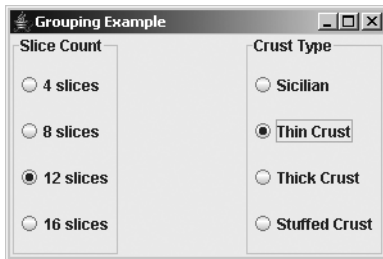 Grouping Example
Slice Count
4 slices
8 slices
12 slices
16 slices
Crust Type
Sicilian
Thin Crust
Thick Crust
Stuffed Crust